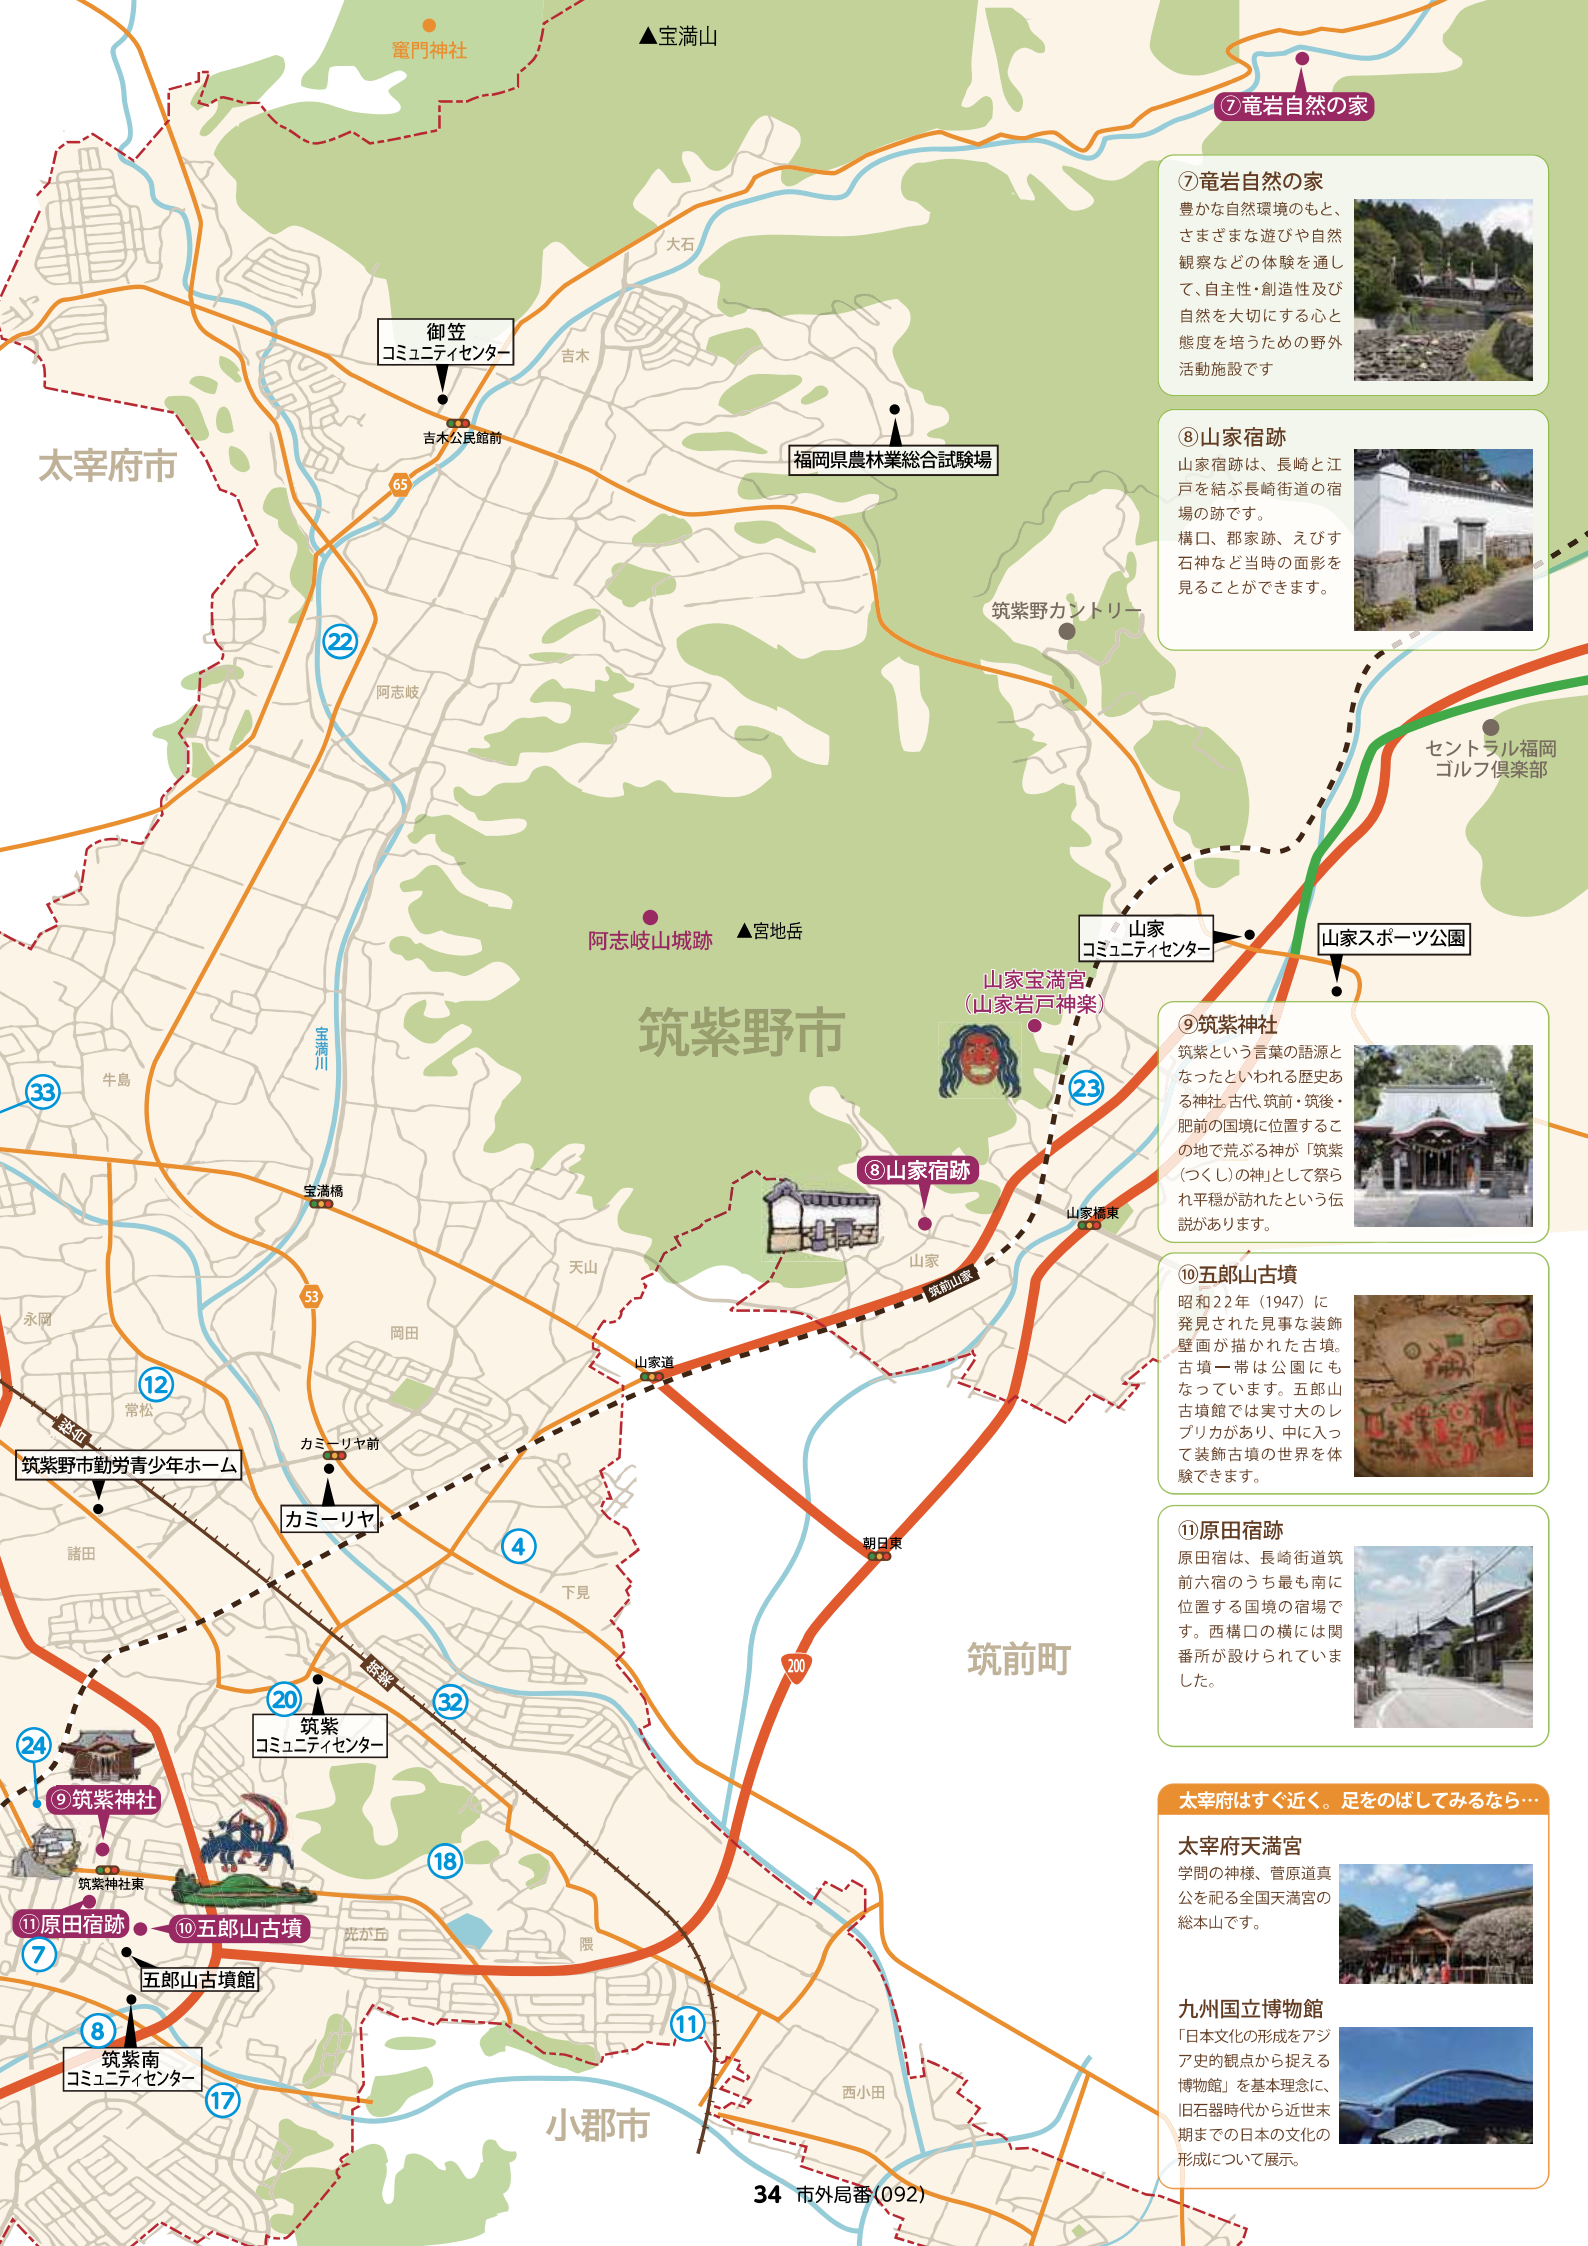 竈門神社
▲宝満山
⑦竜岩自然の家
大石
御笠
コミュニティセンター
吉木
吉木公民館前
福岡県農林業総合試験場
太宰府市
65
筑紫野カントリー
22
阿志岐
セントラル福岡
ゴルフ倶楽部
阿志岐山城跡
▲宮地岳
山家
コミュニティセンター
山家スポーツ公園
山家宝満宮
(山家岩戸神楽)
筑紫野市
宝満川
牛島
33
23
⑧山家宿跡
宝満橋
山家橋東
山家
天山
筑前山家
53
永岡
岡田
山家道
12
常松
桜台
カミーリヤ前
筑紫野市勤労青少年ホーム
カミーリヤ
朝日東
4
諸田
下見
筑前町
200
筑紫
20
32
筑紫
コミュニティセンター
24
⑨筑紫神社
18
筑紫神社東
⑪原田宿跡
⑩五郎山古墳
光が丘
隈
7
五郎山古墳館
8
11
筑紫南
コミュニティセンター
17
西小田
小郡市
34 市外局番(092)
⑦竜岩自然の家
豊かな自然環境のもと、
さまざまな遊びや自然
観察などの体験を通し
て、自主性・創造性及び
自然を大切にする心と
態度を培うための野外
活動施設です
⑧山家宿跡
山家宿跡は、長崎と江
戸を結ぶ長崎街道の宿
場の跡です。
構口、郡家跡、えびす
石神など当時の面影を
見ることができます。
⑨筑紫神社
筑紫という言葉の語源と
なったといわれる歴史あ
る神社。古代、筑前・筑後・
肥前の国境に位置するこ
の地で荒ぶる神が「筑紫
(つくし)の神」として祭ら
れ平穏が訪れたという伝
説があります。
⑩五郎山古墳
昭和22年(1947)に
発見された見事な装飾
壁画が描かれた古墳。
古墳一帯は公園にも
なっています。五郎山
古墳館では実寸大のレ
プリカがあり、中に入っ
て装飾古墳の世界を体
験できます。
⑪原田宿跡
原田宿は、長崎街道筑
前六宿のうち最も南に
位置する国境の宿場で
す。西構口の横には関
番所が設けられていま
した。
太宰府はすぐ近く。足をのばしてみるなら…
太宰府天満宮
学問の神様、菅原道真
公を祀る全国天満宮の
総本山です。
九州国立博物館
「日本文化の形成をアジ
ア史的観点から捉える
博物館」を基本理念に、
旧石器時代から近世末
期までの日本の文化の
形成について展示。